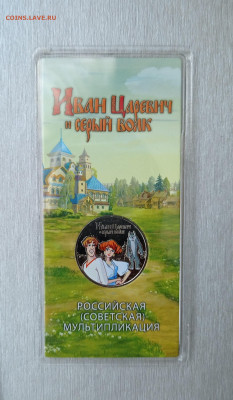 coins.lave.ru
Иван Царевич
и серый волк
Иван Царевич
и серый волк
РОССИЙСКАЯ
(СОВЕТСКАЯ)
МУЛЬТИПЛИКАЦИЯ